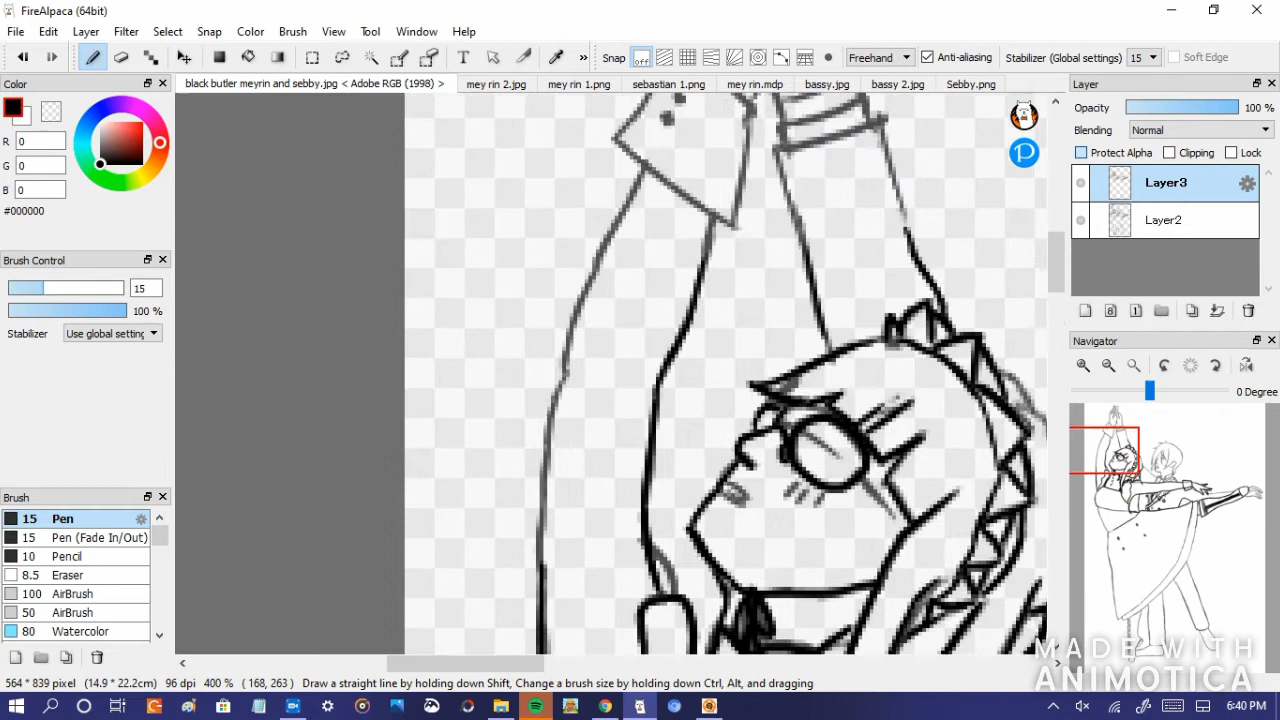 FireAlpaca (64bit)
File Edit Layer Filter Select Snap Color Brush View Tool Window Help
Snap off Freehand Anti-aliasing Stabilizer (Global settings) 15 Soft Edge
Color
black butler meyrin and sebby.jpg < Adobe RGB (1998) > mey rin 2.jpg mey rin 1.png sebastian 1.png mey rin.mdp bassy.jpg bassy 2.jpg Sebby.png
R 0
G 0
B 0
#000000
Brush Control
15
100 %
Stabilizer Use global setting
Brush
15 Pen
15 Pen (Fade In/Out)
10 Pencil
8.5 Eraser
100 AirBrush
50 AirBrush
80 Watercolor
Layer
Opacity 100 %
Blending Normal
Protect Alpha Clipping Lock
Layer3
Layer2
8 1
Navigator
0 Degree
MADE WITH
ANIMOTICA
564 * 839 pixel (14.9 * 22.2cm) 96 dpi 400 % ( 168, 263 ) Draw a straight line by holding down Shift, Change a brush size by holding down Ctrl, Alt, and dragging
6:40 PM